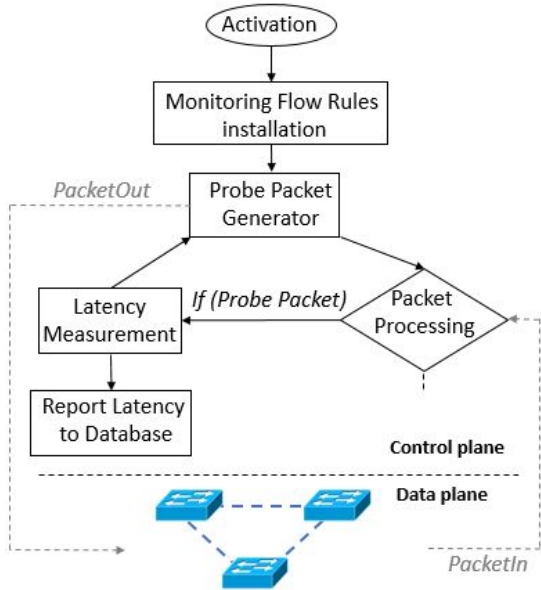 Activation
Monitoring Flow Rules
installation
PacketOut
Probe Packet
Generator
If (Probe Packet)
Packet
Processing
Latency
Measurement
Report Latency
to Database
Control plane
Data plane
PacketIn